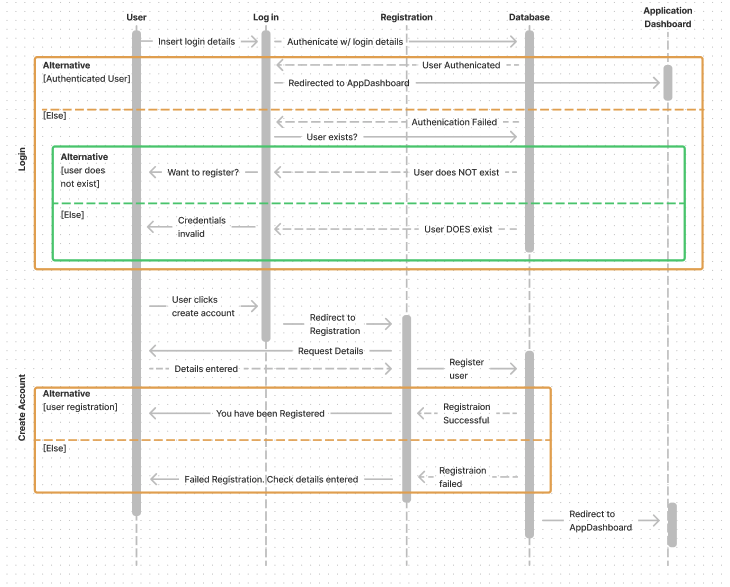 User
Log in
Registration
Database
Application
Dashboard
Insert login details
Authenicate w/ login details
Alternative
[Authenticated User]
User Authenicated
Redirected to AppDashboard
[Else]
Authenication Failed
User exists?
Login
Alternative
[user does
not exist]
Want to register?
User does NOT exist
[Else]
Credentials
invalid
User DOES exist
User clicks
create account
Redirect to
Registration
Request Details
Details entered
Register
user
Create Account
Alternative
[user registration]
You have been Registered
Registraion
Successful
[Else]
Failed Registration. Check details entered
Registraion
failed
Redirect to
AppDashboard